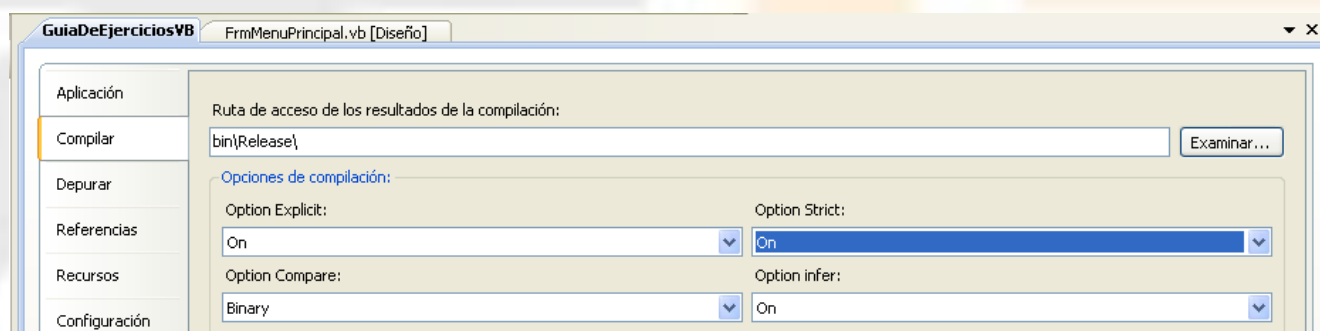 GuiaDeEjerciciosVB FrmMenuPrincipal.vb [Diseño]
Aplicación
Compilar
Depurar
Referencias
Recursos
Configuración
Ruta de acceso de los resultados de la compilación:
bin\Release\ Examinar...
Opciones de compilación:
Option Explicit: Option Strict:
On On
Option Compare: Option infer:
Binary On